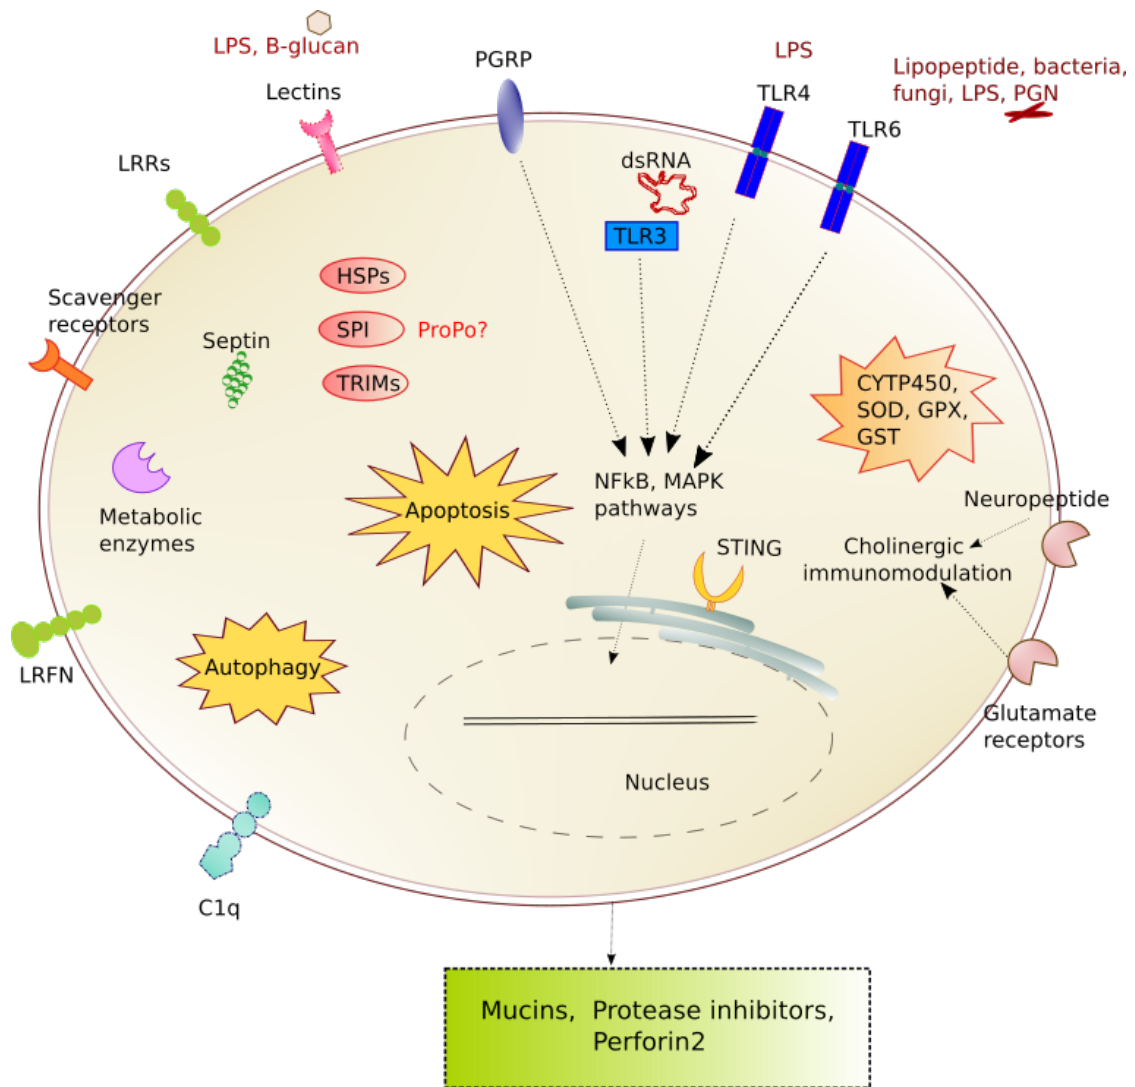 LPS, B-glucan
Lectins
PGRP
LPS
TLR4
Lipopeptide, bacteria,
fungi, LPS, PGN
TLR6
LRRs
dsRNA
TLR3
HSPs
Scavenger
receptors
SPI
ProPo?
Septin
TRIMs
CYTP450,
SOD, GPX,
GST
Apoptosis
NFkB, MAPK
pathways
Metabolic
enzymes
Neuropeptide
STING
Cholinergic
immunomodulation
LRFN
Autophagy
Glutamate
receptors
Nucleus
C1q
Mucins, Protease inhibitors,
Perforin2